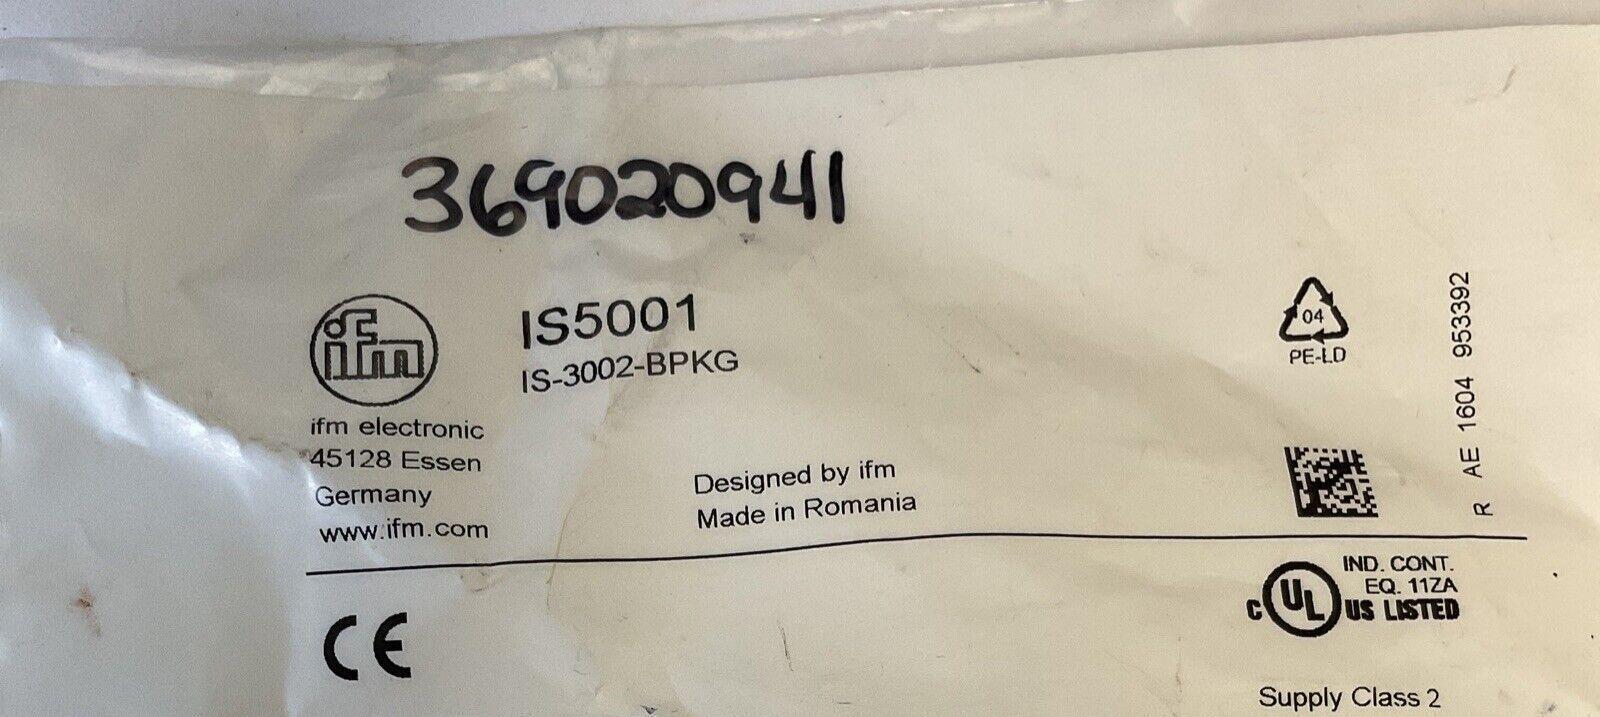 369020941
ifm
IS5001
IS-3002-BPKG
ifm electronic
45128 Essen
Germany
www.ifm.com
Designed by ifm
Made in Romania
04
PE-LD
R AE 1604 953392
CE
C UL US LISTED
IND. CONT.
EQ. 11ZA
Supply Class 2